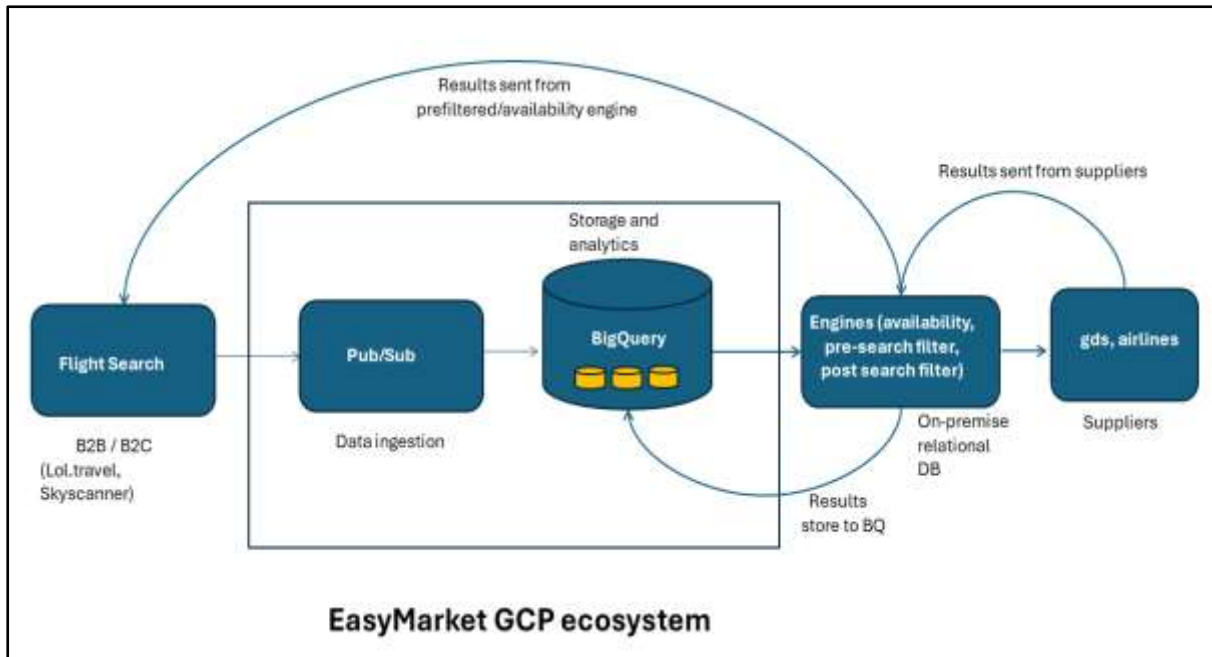 Results sent from
prefiltered/availability engine
Results sent from suppliers
Storage and
analytics
Flight Search
Pub/Sub
BigQuery
Engines (availability,
pre-search filter,
post search filter)
gds, airlines
B2B / B2C
(Lol.travel,
Skyscanner)
Data ingestion
On-premise
relational
DB
Suppliers
Results
store to BQ
EasyMarket GCP ecosystem